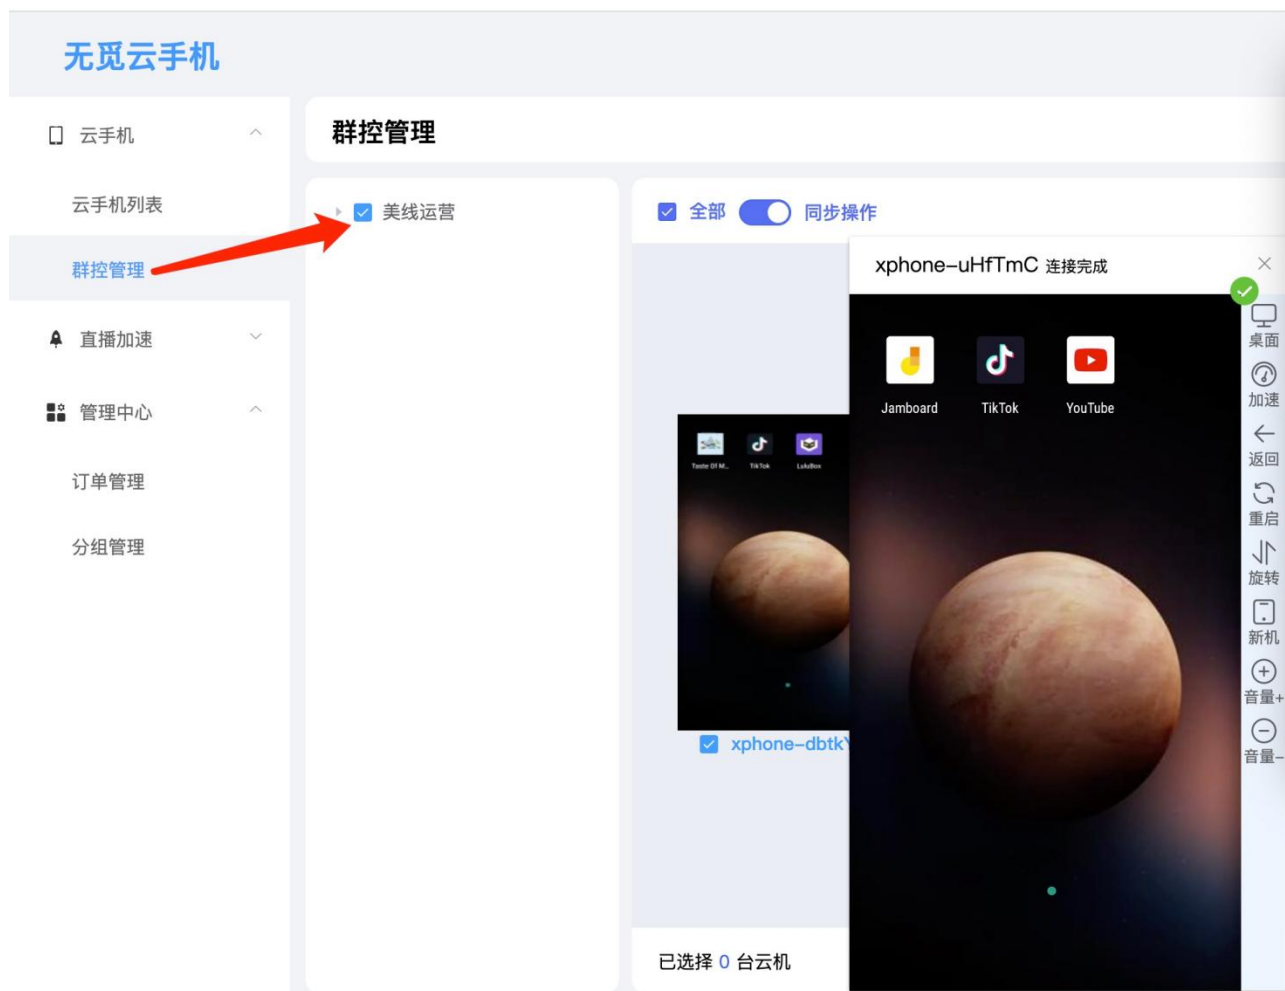 无觅云手机
云手机
云手机列表
群控管理
直播加速
管理中心
订单管理
分组管理
群控管理
美线运营
全部
同步操作
Taste Of M...
TikTok
LuluBox
xphone-dbtk
已选择 0 台云机
xphone-uHfTmC 连接完成
Jamboard
TikTok
YouTube
桌面
加速
返回
重启
旋转
新机
音量+
音量-